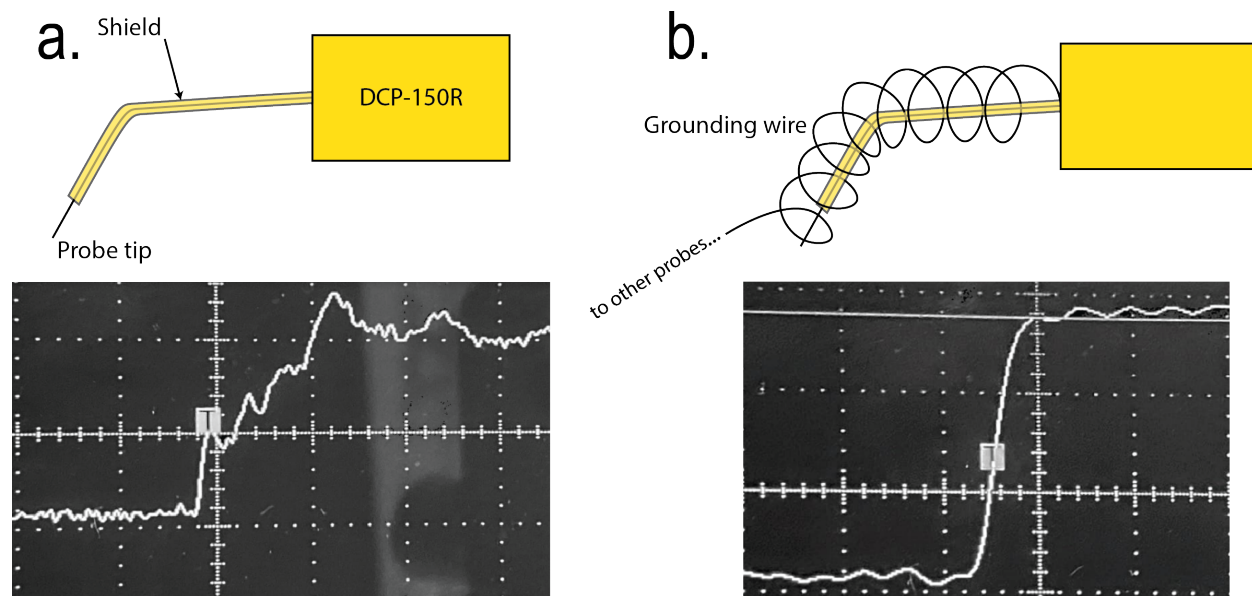 a.
Shield
DCP-150R
Probe tip
b.
Grounding wire
to other probes...
T
T